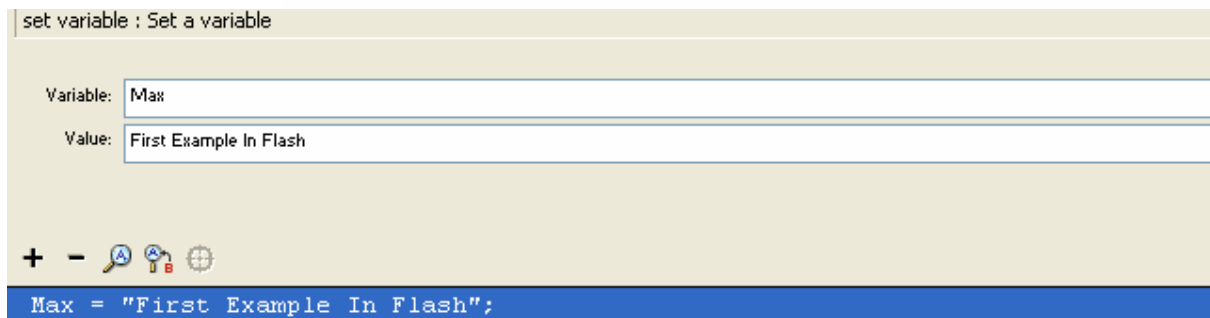 set variable : Set a variable
Variable: Max
Value: First Example In Flash
+ - A A B
Max = "First Example In Flash";